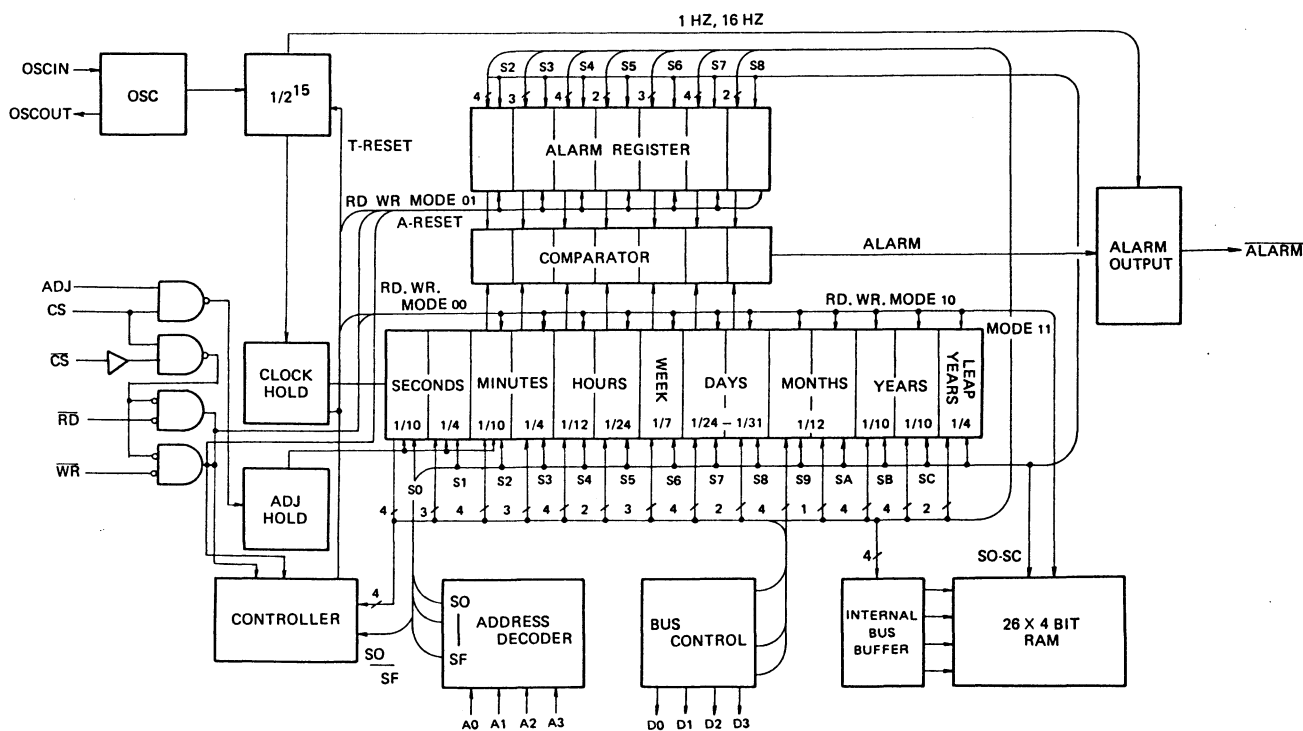 1 HZ, 16 HZ
OSCIN
OSCOUT
OSC
1/2¹⁵
T-RESET
S2 S3 S4 S5 S6 S7 S8
4 3 4 2 3 4 2
ALARM REGISTER
RD WR MODE 01
A-RESET
COMPARATOR
ALARM
ALARM OUTPUT
A̅L̅A̅R̅M̅
ADJ
CS
C̅S̅
R̅D̅
W̅R̅
RD. WR. MODE 00
RD. WR. MODE 10
MODE 11
CLOCK HOLD
SECONDS MINUTES HOURS WEEK DAYS MONTHS YEARS LEAP YEARS
1/10 1/4 1/10 1/4 1/12 1/24 1/7 1/24 – 1/31 1/12 1/10 1/10 1/4
ADJ HOLD
S0 S1 S2 S3 S4 S5 S6 S7 S8 S9 SA SB SC
4 3 4 3 4 2 3 4 2 4 1 4 4 2
4
SO-SC
CONTROLLER
4
SO
SF
SO
SF
ADDRESS DECODER
BUS CONTROL
INTERNAL BUS BUFFER
26 X 4 BIT RAM
A0 A1 A2 A3
D0 D1 D2 D3